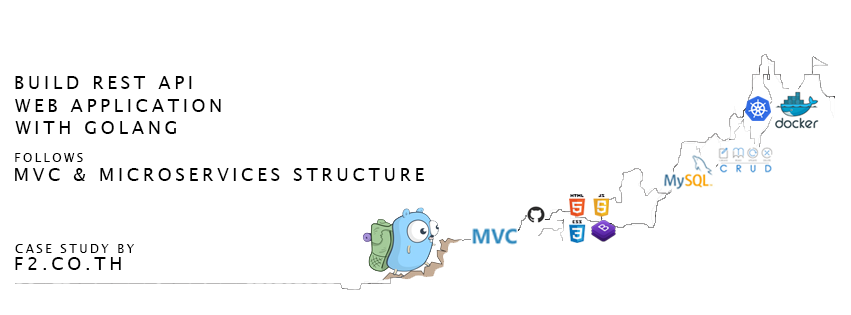 BUILD REST API
WEB APPLICATION
WITH GOLANG
FOLLOWS
MVC & MICROSERVICES STRUCTURE
CASE STUDY BY
F2.CO.TH
MVC
HTML
5
JS
5
CSS
3
B
MySQL
CRUD
docker